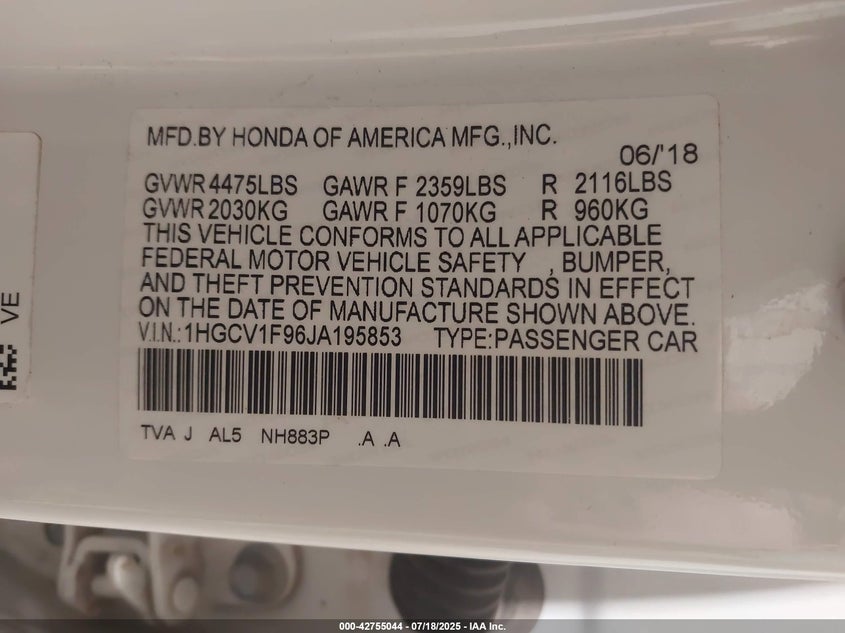 MFD.BY HONDA OF AMERICA MFG.,INC.
06/'18
GVWR 4475LBS GAWR F 2359LBS R 2116LBS
GVWR 2030KG GAWR F 1070KG R 960KG
THIS VEHICLE CONFORMS TO ALL APPLICABLE
FEDERAL MOTOR VEHICLE SAFETY , BUMPER,
AND THEFT PREVENTION STANDARDS IN EFFECT
ON THE DATE OF MANUFACTURE SHOWN ABOVE.
V.I.N.:1HGCV1F96JA195853 TYPE:PASSENGER CAR
TVA J AL5 NH883P .A .A
VE
000-42755044 / 07/18/2025 - IAA Inc.